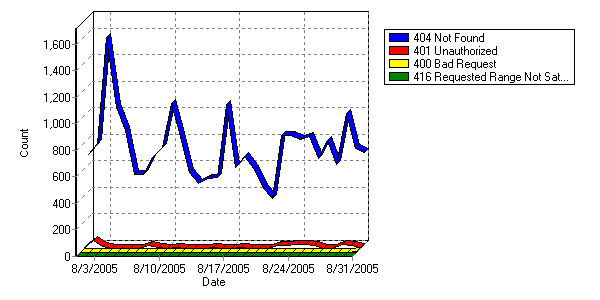 1,600
1,400
1,200
1,000
800
600
400
200
0
Count
8/3/2005 8/10/2005 8/17/2005 8/24/2005 8/31/2005
Date
404 Not Found
401 Unauthorized
400 Bad Request
416 Requested Range Not Sat...